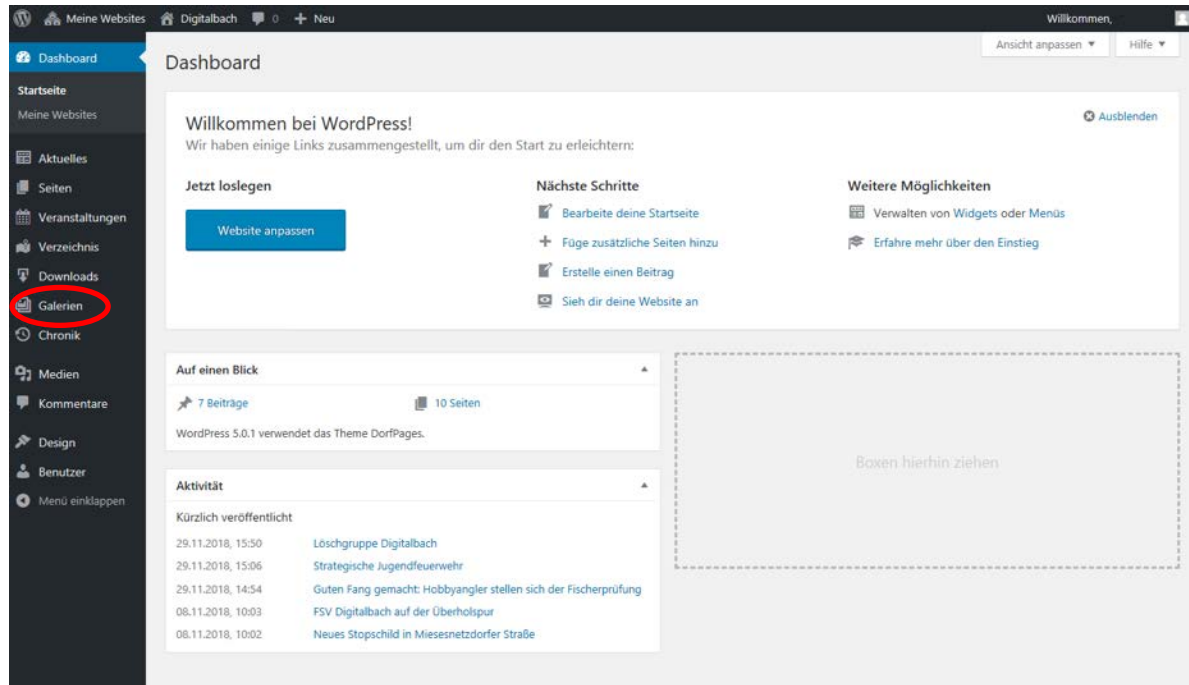 Meine Websites Digitalbach 0 + Neu Willkommen,
Ansicht anpassen Hilfe
Dashboard
Startseite
Meine Websites
Aktuelles
Seiten
Veranstaltungen
Verzeichnis
Downloads
Galerien
Chronik
Medien
Kommentare
Design
Benutzer
Menü einklappen
Dashboard
Willkommen bei WordPress!
Ausblenden
Wir haben einige Links zusammengestellt, um dir den Start zu erleichtern:
Jetzt loslegen
Website anpassen
Nächste Schritte
Bearbeite deine Startseite
Füge zusätzliche Seiten hinzu
Erstelle einen Beitrag
Sieh dir deine Website an
Weitere Möglichkeiten
Verwalten von Widgets oder Menüs
Erfahre mehr über den Einstieg
Auf einen Blick
7 Beiträge 10 Seiten
WordPress 5.0.1 verwendet das Theme DorfPages.
Aktivität
Kürzlich veröffentlicht
29.11.2018, 15:50 Löschgruppe Digitalbach
29.11.2018, 15:06 Strategische Jugendfeuerwehr
29.11.2018, 14:54 Guten Fang gemacht: Hobbyangler stellen sich der Fischerprüfung
08.11.2018, 10:03 FSV Digitalbach auf der Überholspur
08.11.2018, 10:02 Neues Stopschild in Miesesnetzdorfer Straße
Boxen hierhin ziehen